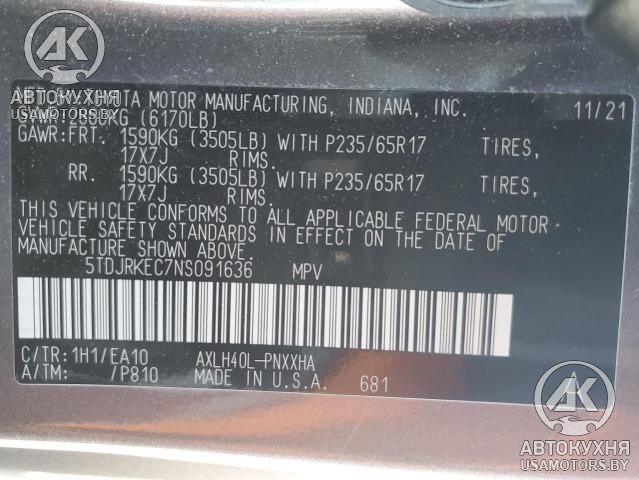 AK
АВТОКУХНЯ
USAMOTORS.BY
MOTOR MANUFACTURING, INDIANA, INC. 11/21
(6170LB)
GAWR:FRT. 1590KG (3505LB) WITH P235/65R17 TIRES,
17X7J RIMS.
RR. 1590KG (3505LB) WITH P235/65R17 TIRES,
17X7J RIMS.
THIS VEHICLE CONFORMS TO ALL APPLICABLE FEDERAL MOTOR
VEHICLE SAFETY STANDARDS IN EFFECT ON THE DATE OF
MANUFACTURE SHOWN ABOVE.
5TDJRKEC7NS091636 MPV
C/TR:1H1/EA10 AXLH40L-PNXXHA
A/TM: /P810 MADE IN U.S.A. 681
AK
АВТОКУХНЯ
USAMOTORS.BY